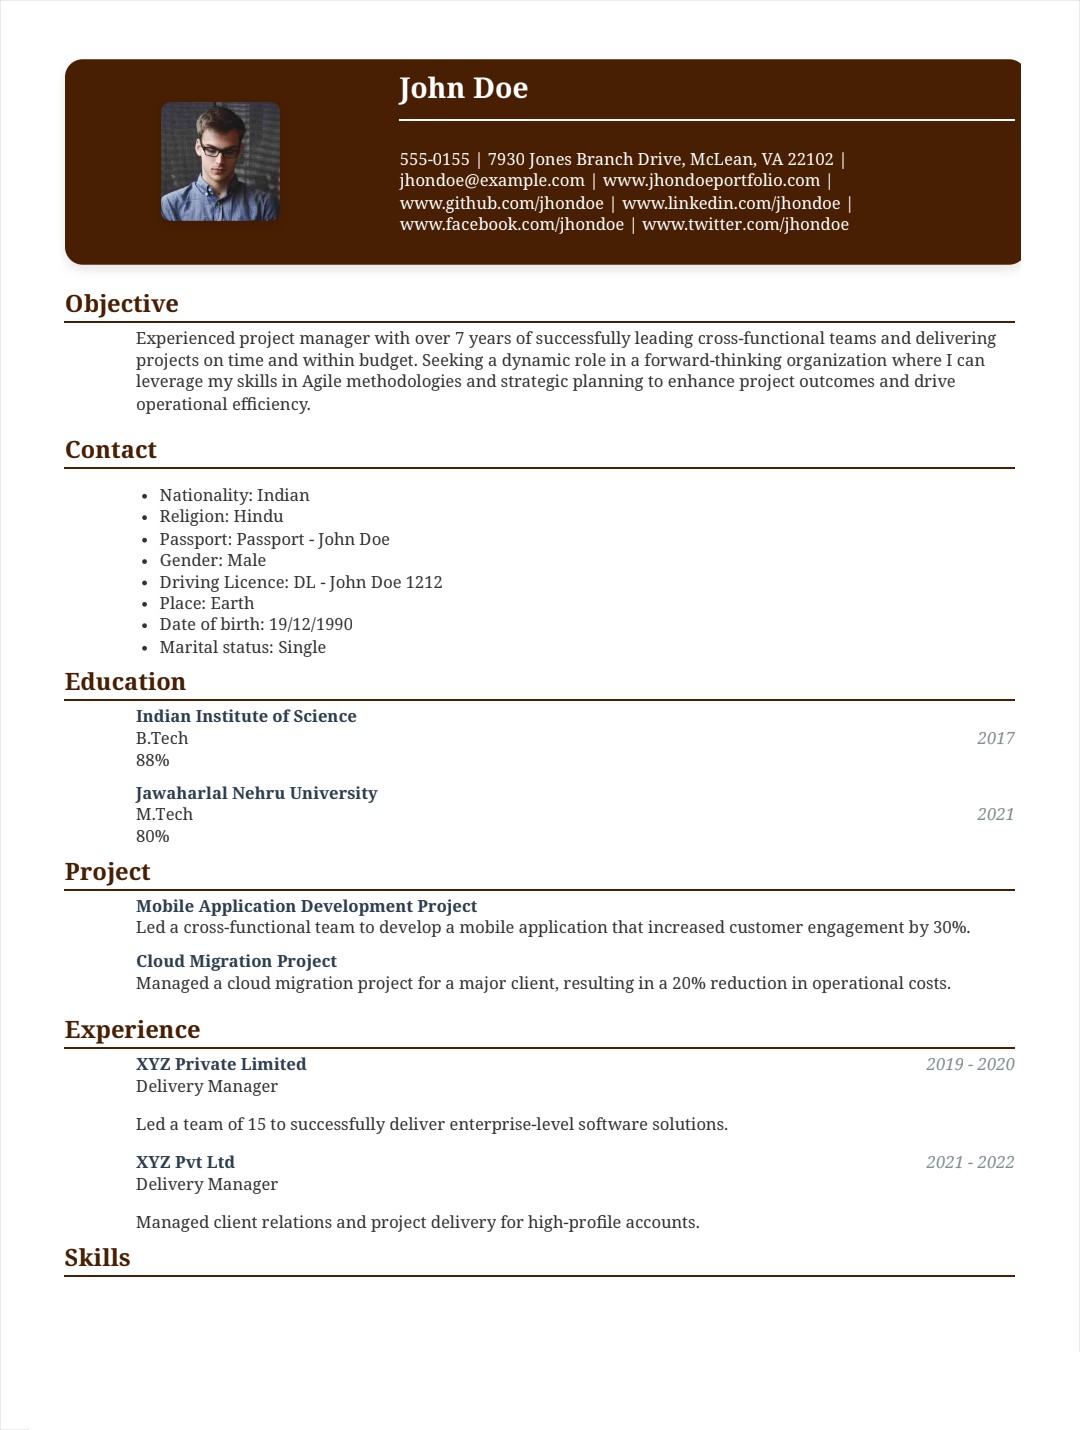 John Doe
555-0155 | 7930 Jones Branch Drive, McLean, VA 22102 |
jhondoe@example.com | www.jhondoeportfolio.com |
www.github.com/jhondoe | www.linkedin.com/jhondoe |
www.facebook.com/jhondoe | www.twitter.com/jhondoe
Objective
Experienced project manager with over 7 years of successfully leading cross-functional teams and delivering
projects on time and within budget. Seeking a dynamic role in a forward-thinking organization where I can
leverage my skills in Agile methodologies and strategic planning to enhance project outcomes and drive
operational efficiency.
Contact
• Nationality: Indian
• Religion: Hindu
• Passport: Passport - John Doe
• Gender: Male
• Driving Licence: DL - John Doe 1212
• Place: Earth
• Date of birth: 19/12/1990
• Marital status: Single
Education
Indian Institute of Science
B.Tech 2017
88%
Jawaharlal Nehru University
M.Tech 2021
80%
Project
Mobile Application Development Project
Led a cross-functional team to develop a mobile application that increased customer engagement by 30%.
Cloud Migration Project
Managed a cloud migration project for a major client, resulting in a 20% reduction in operational costs.
Experience
XYZ Private Limited 2019 - 2020
Delivery Manager
Led a team of 15 to successfully deliver enterprise-level software solutions.
XYZ Pvt Ltd 2021 - 2022
Delivery Manager
Managed client relations and project delivery for high-profile accounts.
Skills